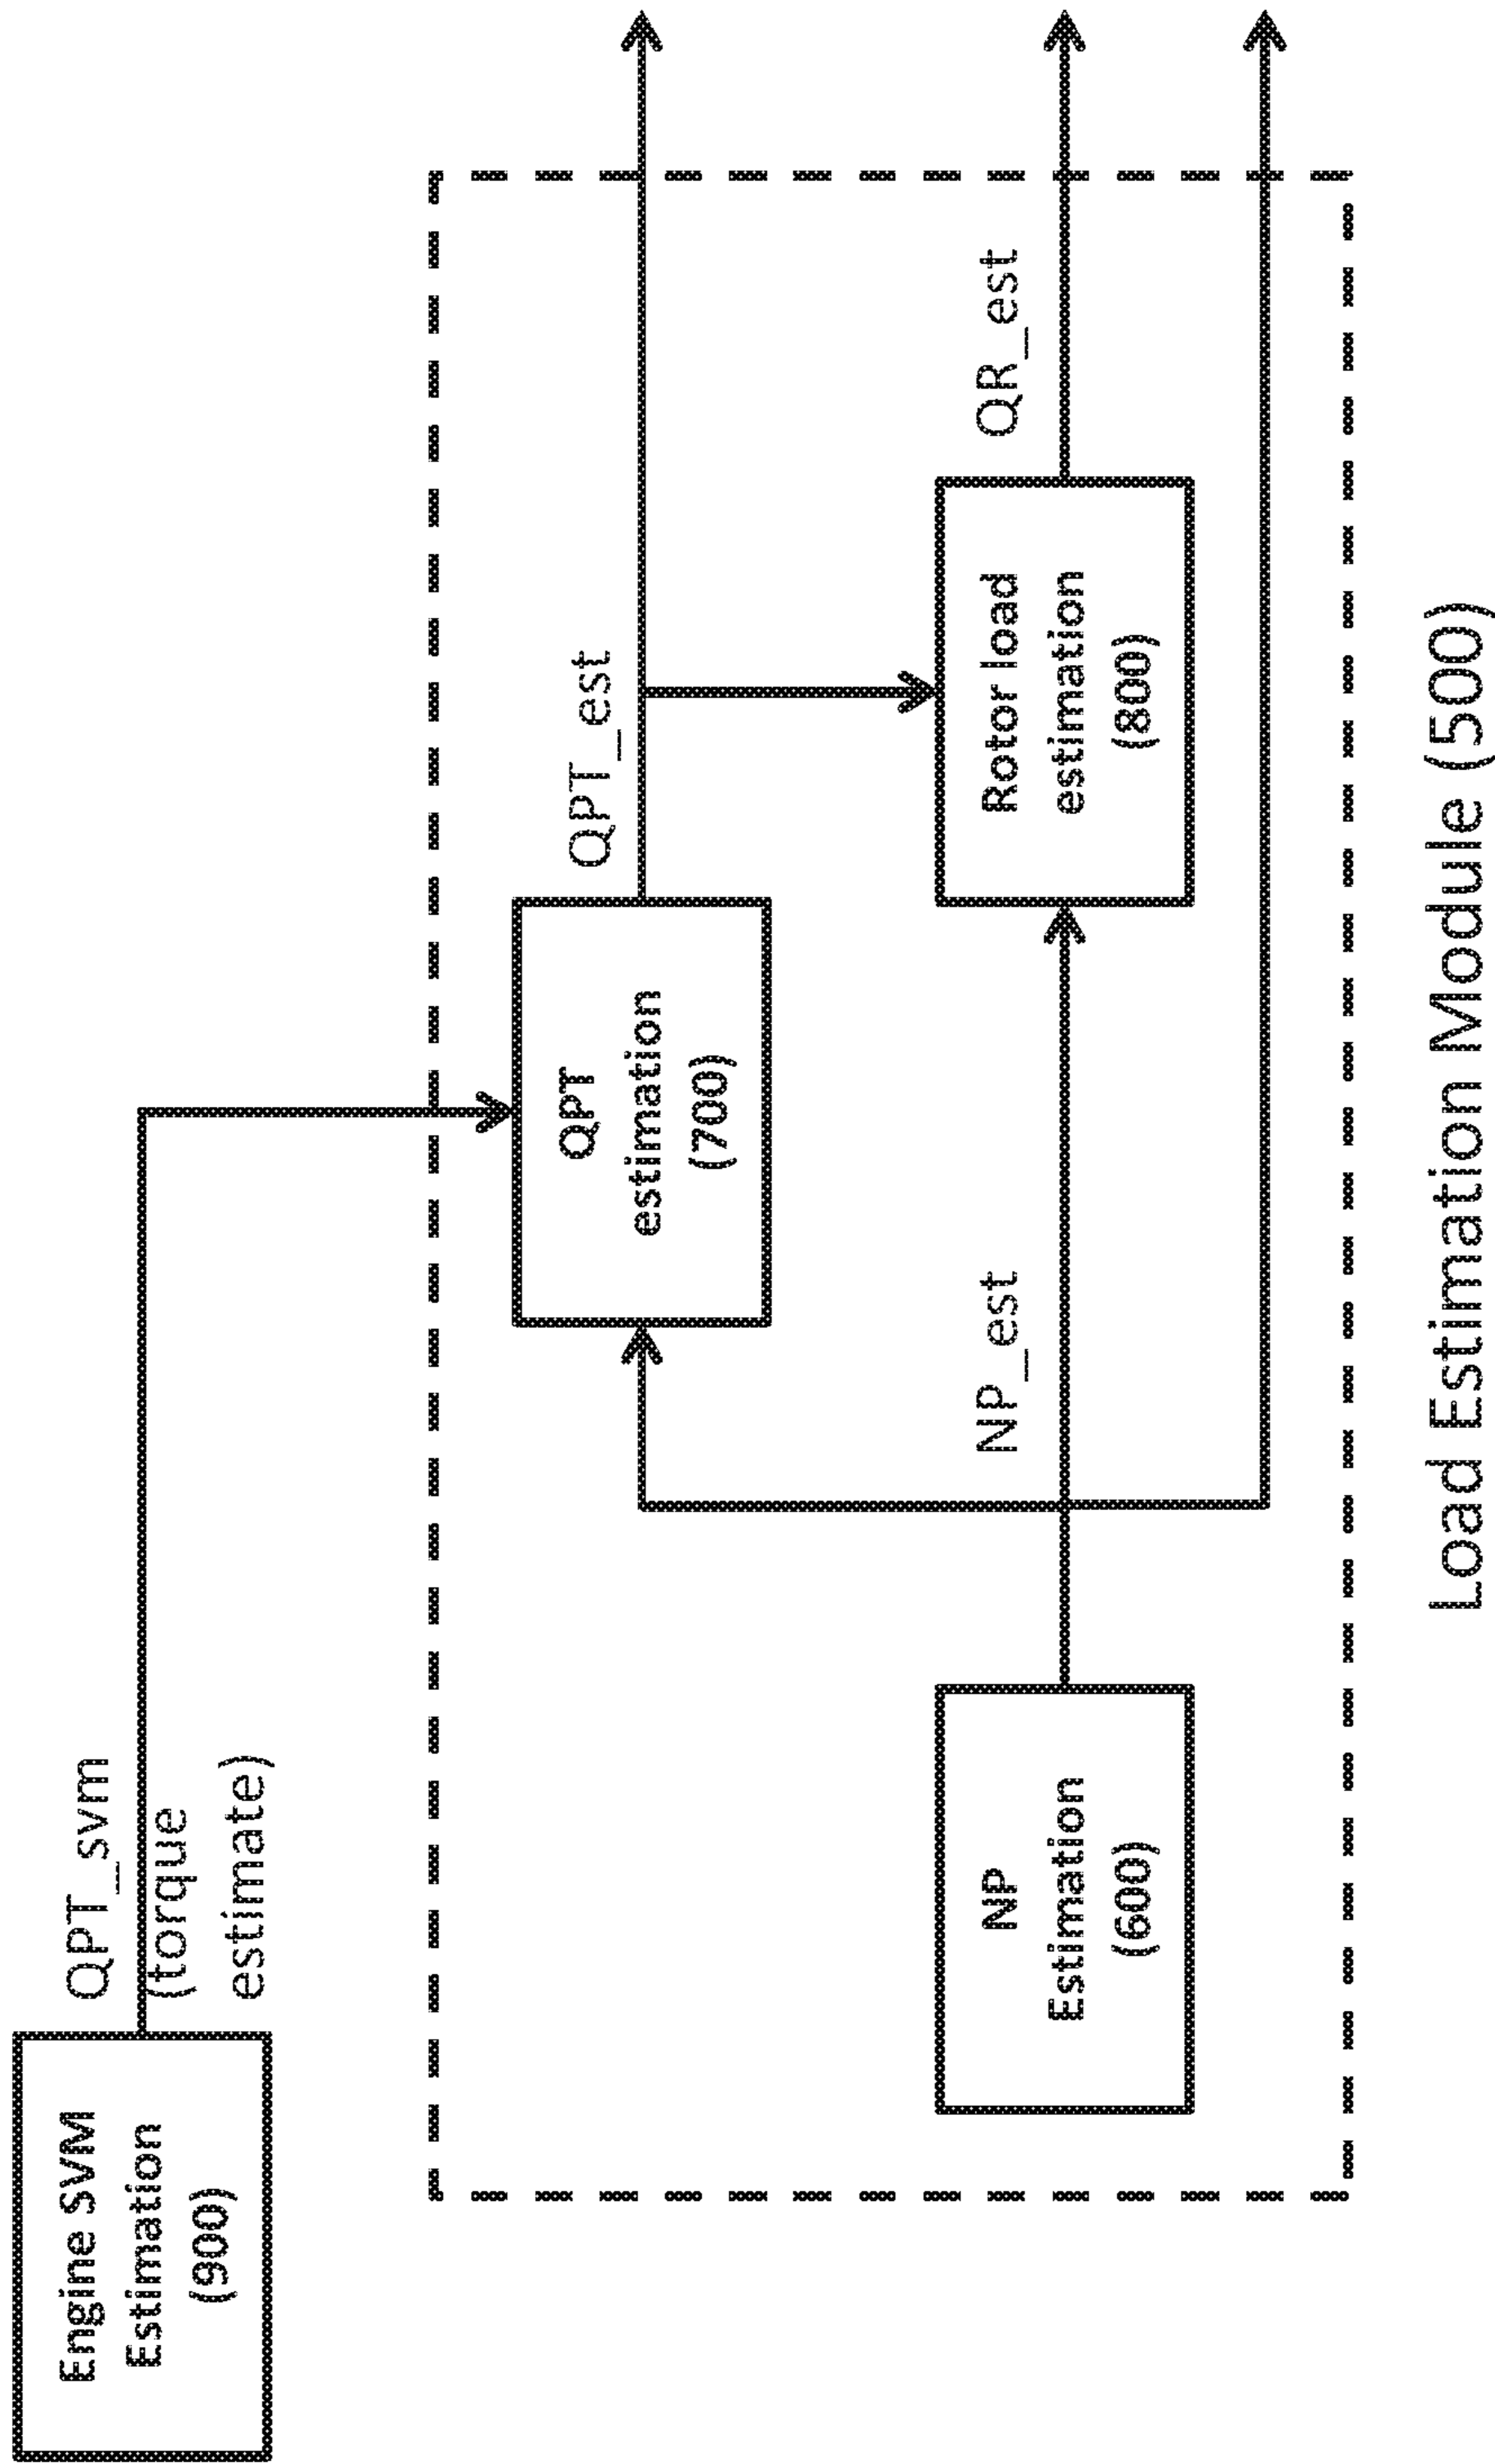 Engine SVM
Estimation
(900)
QPT_svm
(torque
estimate)
QPT
estimation
(700)
QPT_est
NP
Estimation
(600)
NP_est
Rotor load
estimation
(800)
QR_est
Load Estimation Module (500)